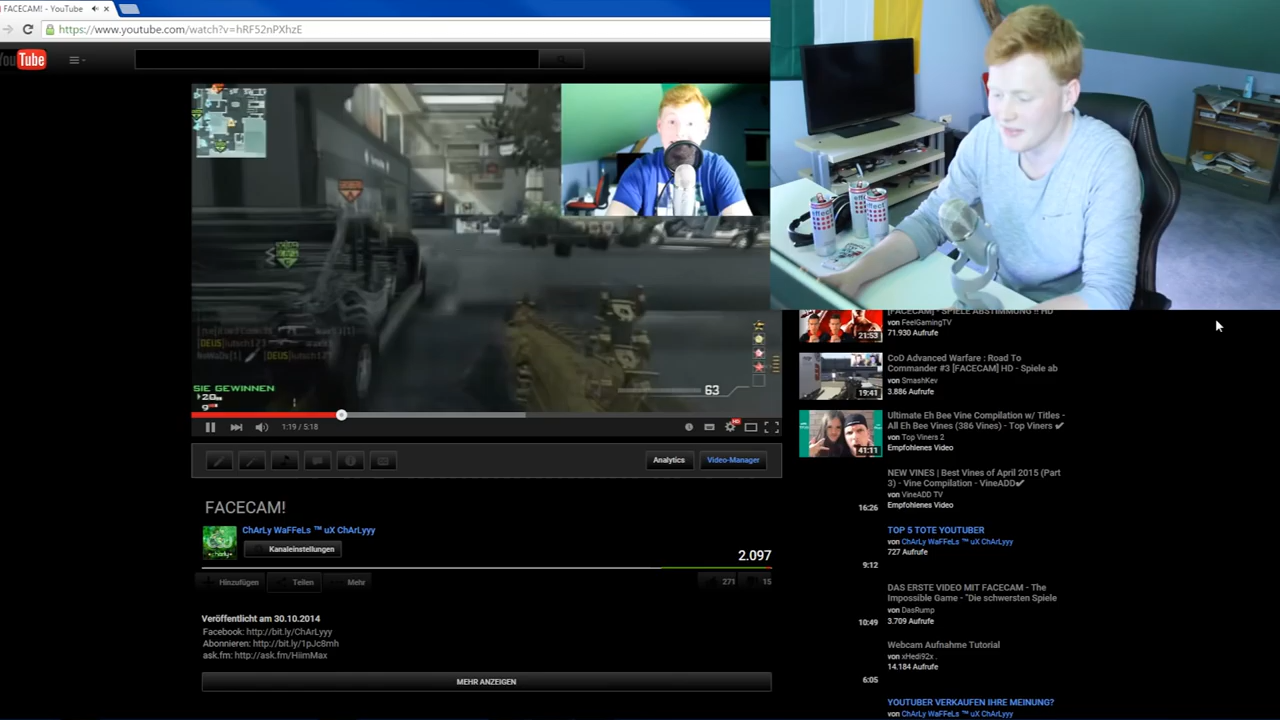 FACECAM! - YouTube
https://www.youtube.com/watch?v=hRF52nPXhzE
YouTube
SIE GEWINNEN
63
1:19 / 5:18
HD
Analytics
Video-Manager
FACECAM!
ChArLy WaFFeLs ™ uX ChArLyyy
Kanaleinstellungen
2.097
Hinzufügen
Teilen
Mehr
271
15
Veröffentlicht am 30.10.2014
Facebook: http://bit.ly/ChArLyyy
Abonnieren: http://bit.ly/1pJc8mh
ask.fm: http://ask.fm/HiimMax
MEHR ANZEIGEN
effect
[FACECAM] - SPIELE ABSTIMMUNG !! HD
von FeelGamingTV
71.930 Aufrufe
21:53
CoD Advanced Warfare : Road To
Commander #3 [FACECAM] HD - Spiele ab
von SmashKev
3.886 Aufrufe
19:41
Ultimate Eh Bee Vine Compilation w/ Titles -
All Eh Bee Vines (386 Vines) - Top Viners ✔
von Top Viners 2
Empfohlenes Video
41:11
NEW VINES | Best Vines of April 2015 (Part
3) - Vine Compilation - VineADD✔
von VineADD TV
Empfohlenes Video
16:26
TOP 5 TOTE YOUTUBER
von ChArLy WaFFeLs ™ uX ChArLyyy
727 Aufrufe
9:12
DAS ERSTE VIDEO MIT FACECAM - The
Impossible Game - "Die schwersten Spiele
von DasRump
3.709 Aufrufe
10:49
Webcam Aufnahme Tutorial
von xHedi92x .
14.184 Aufrufe
6:05
YOUTUBER VERKAUFEN IHRE MEINUNG?
von ChArLy WaFFeLs ™ uX ChArLyyy